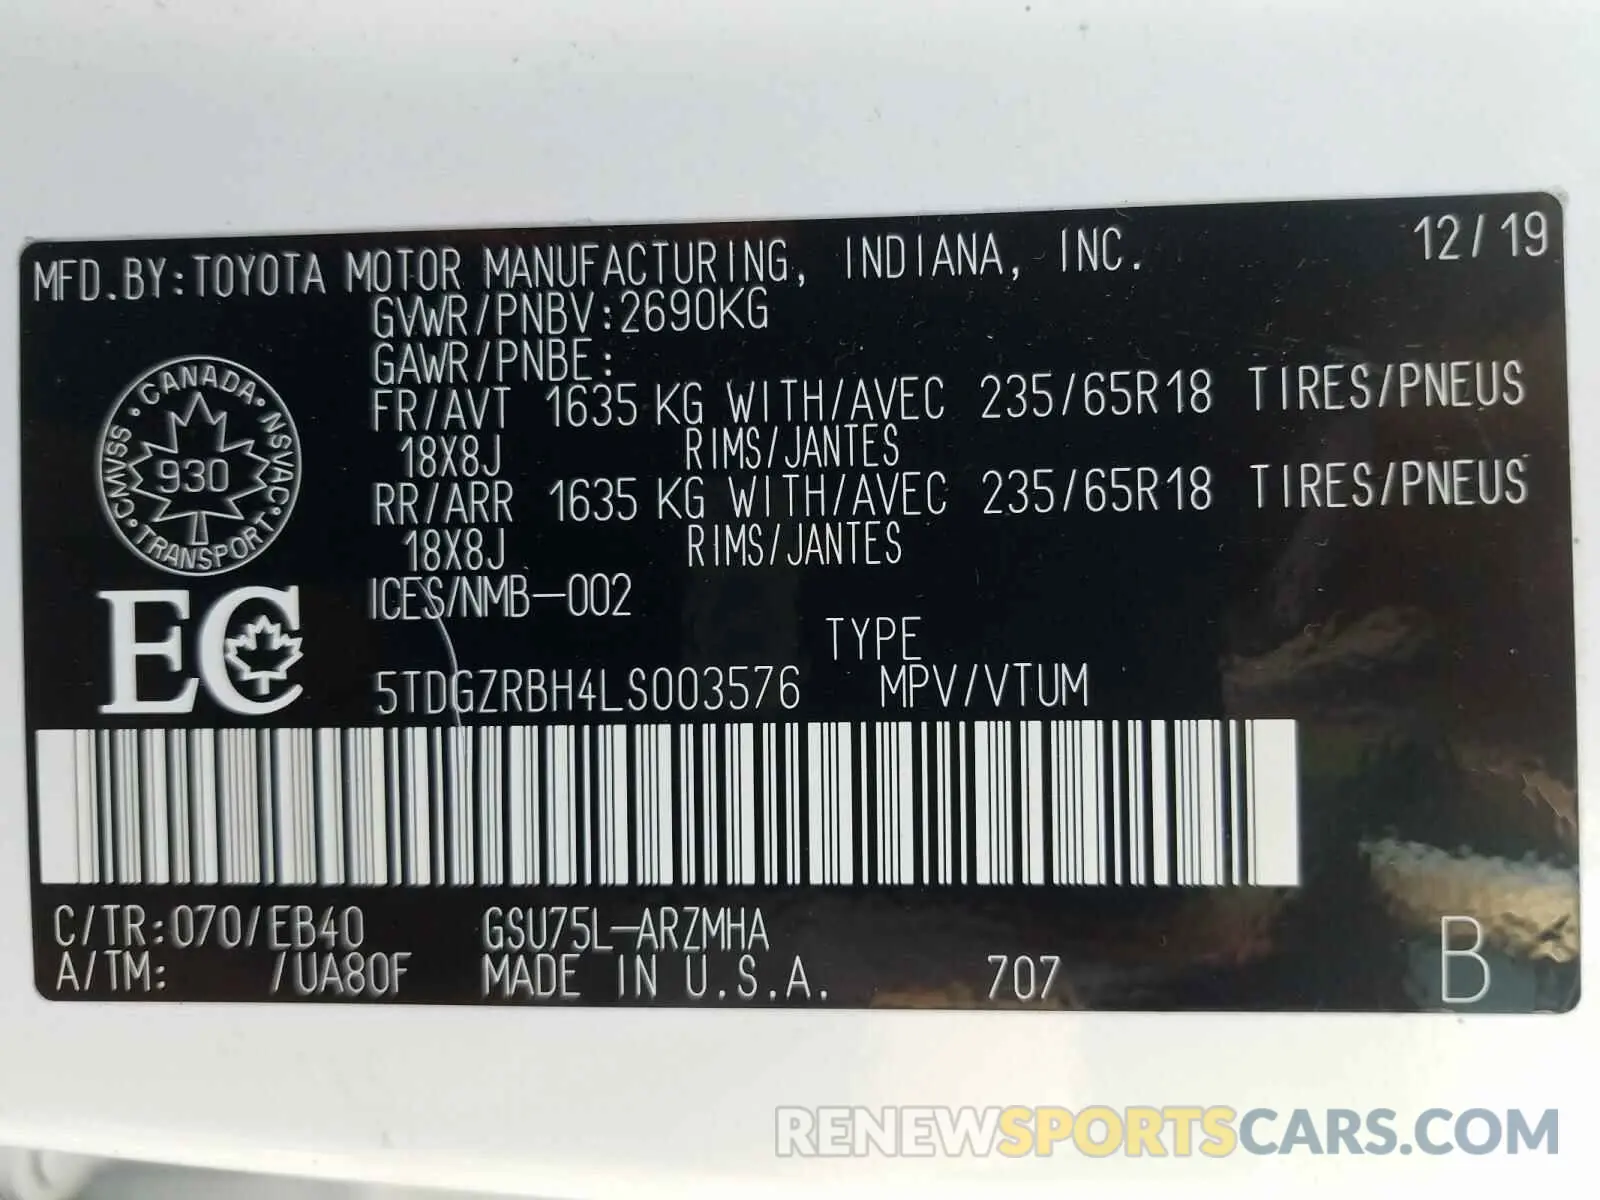 MFD.BY:TOYOTA MOTOR MANUFACTURING, INDIANA, INC. 12/19
GVWR/PNBV:2690KG
GAWR/PNBE:
FR/AVT 1635 KG WITH/AVEC 235/65R18 TIRES/PNEUS
18X8J RIMS/JANTES
RR/ARR 1635 KG WITH/AVEC 235/65R18 TIRES/PNEUS
18X8J RIMS/JANTES
ICES/NMB-002
CANADA
CMVSS NSVAC
930
TRANSPORT
EC
TYPE
5TDGZRBH4LS003576 MPV/VTUM
C/TR:070/EB40 GSU75L-ARZMHA
A/TM: /UA80F MADE IN U.S.A. 707 B
RENEWSPORTSCARS.COM